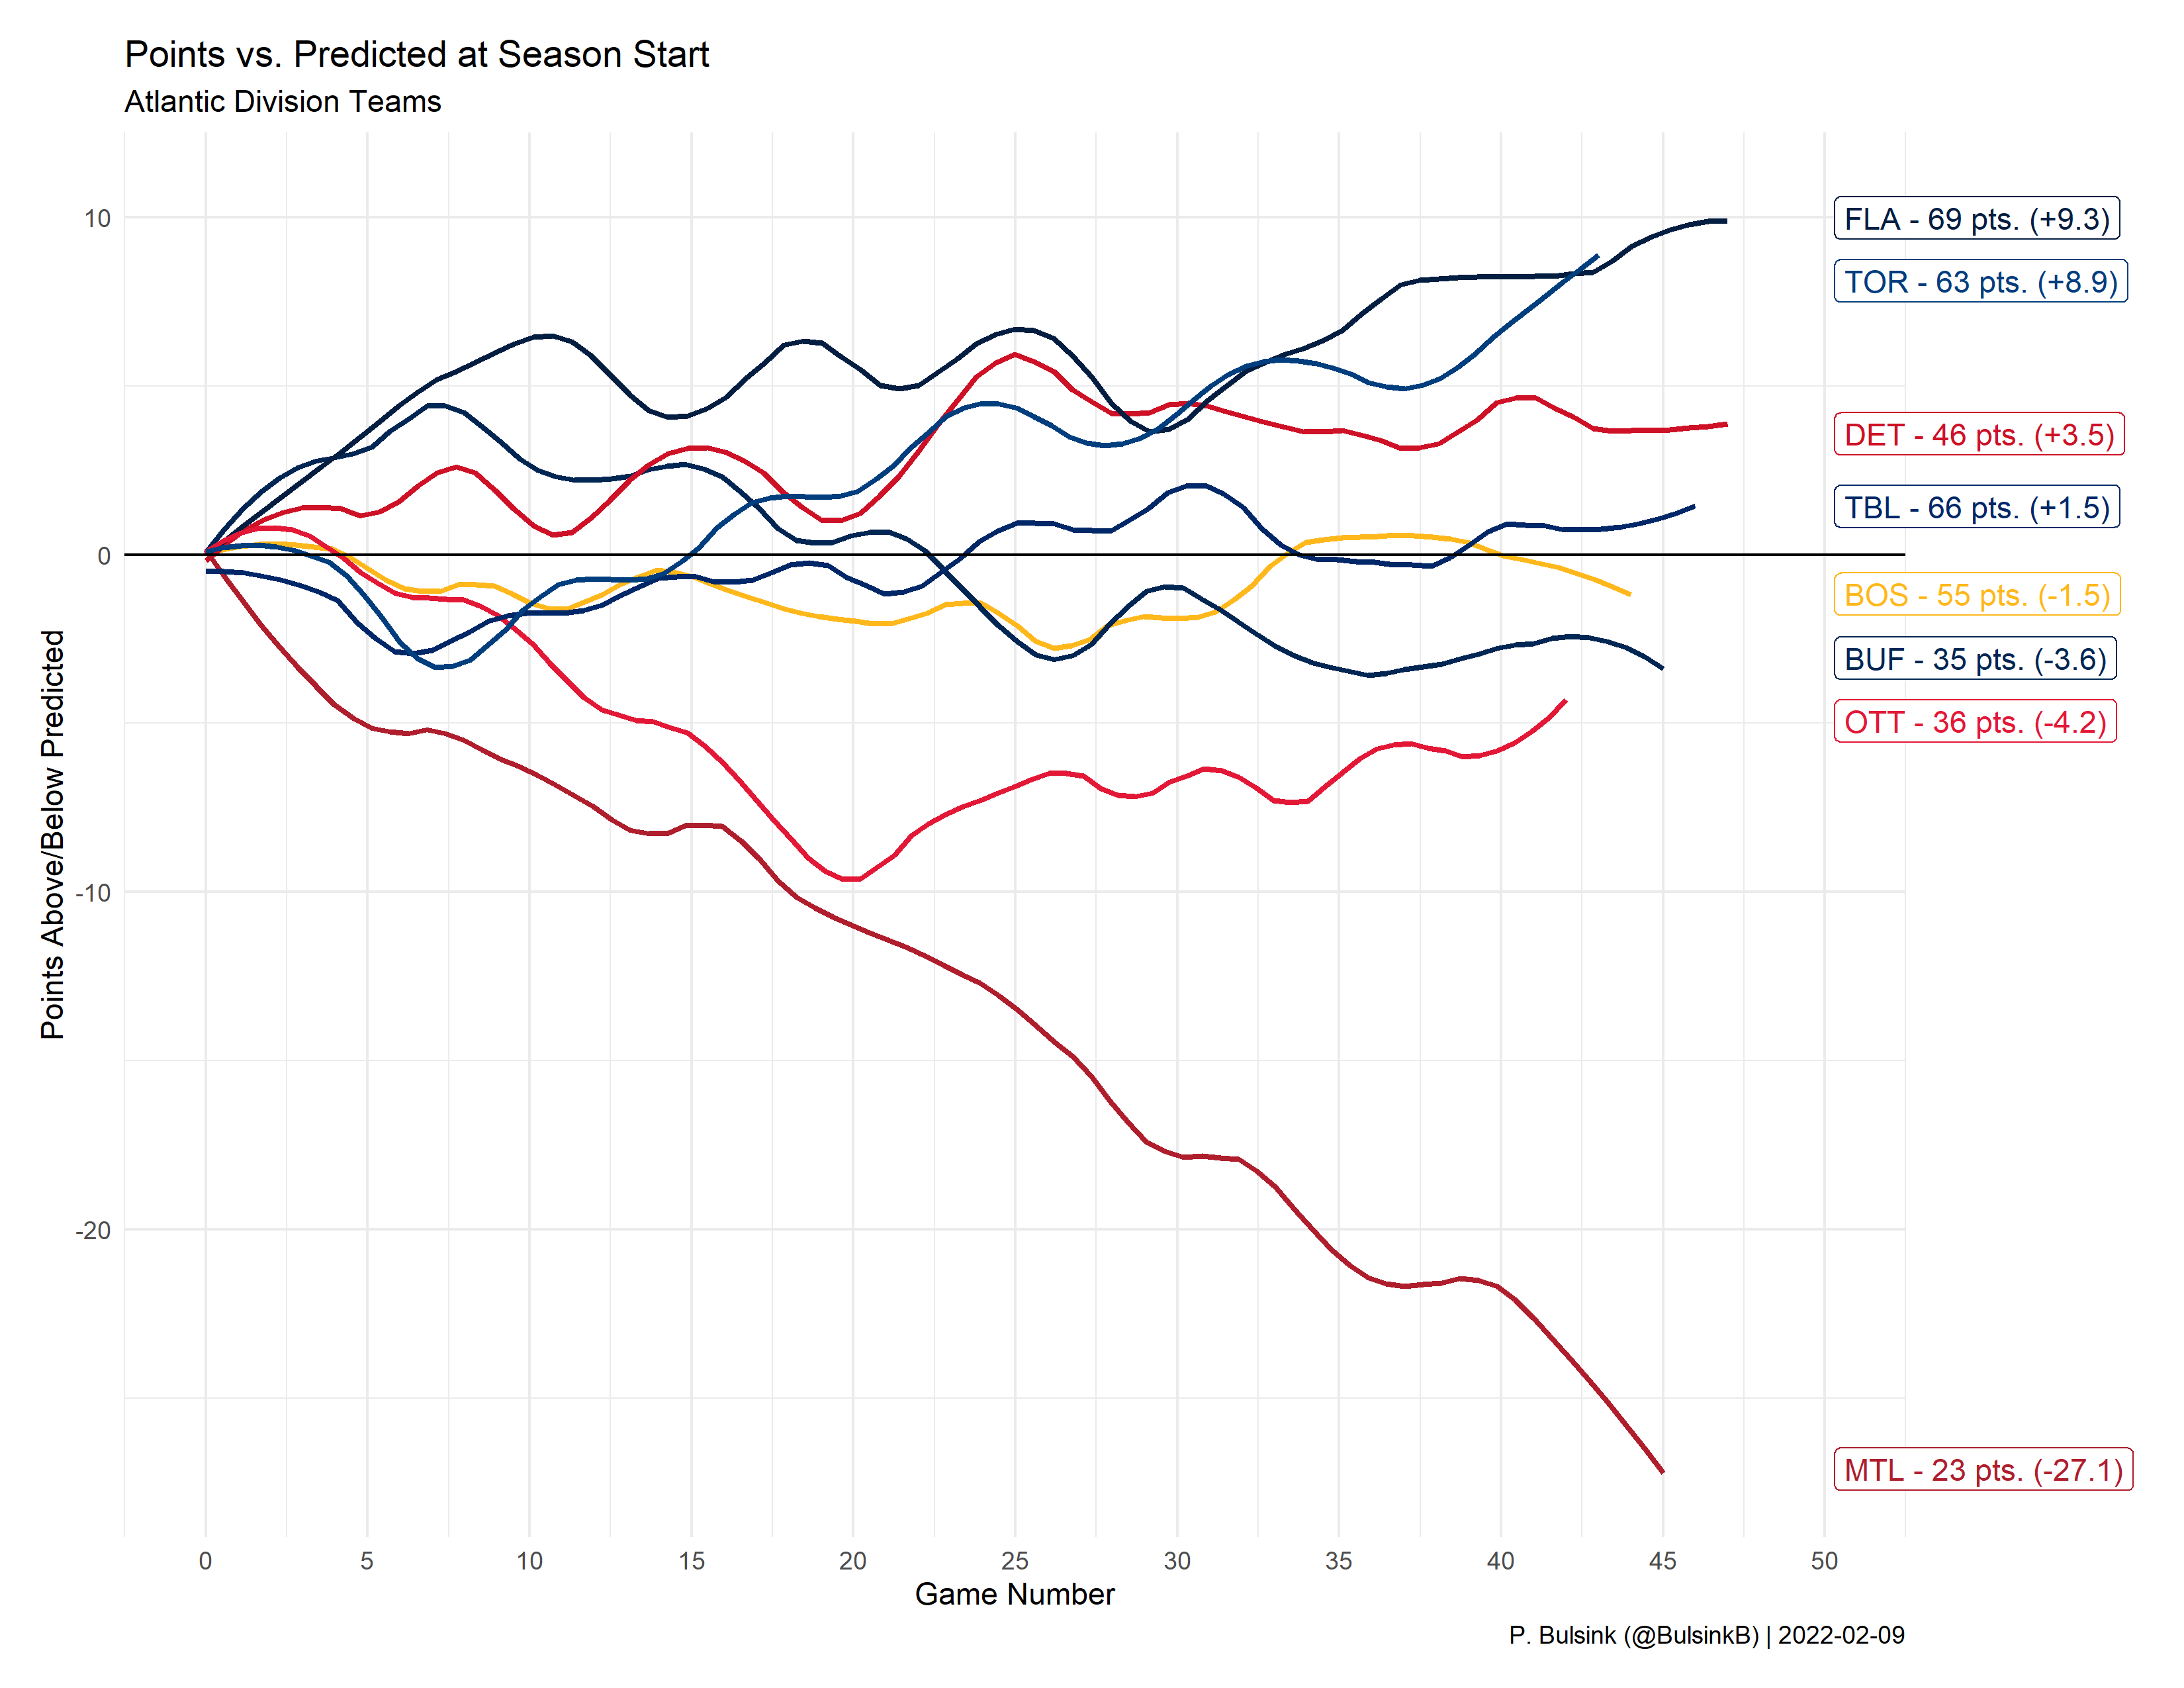 Points vs. Predicted at Season Start
Atlantic Division Teams
Points Above/Below Predicted
10
0
-10
-20
FLA - 69 pts. (+9.3)
TOR - 63 pts. (+8.9)
DET - 46 pts. (+3.5)
TBL - 66 pts. (+1.5)
BOS - 55 pts. (-1.5)
BUF - 35 pts. (-3.6)
OTT - 36 pts. (-4.2)
MTL - 23 pts. (-27.1)
0 5 10 15 20 25 30 35 40 45 50
Game Number
P. Bulsink (@BulsinkB) | 2022-02-09